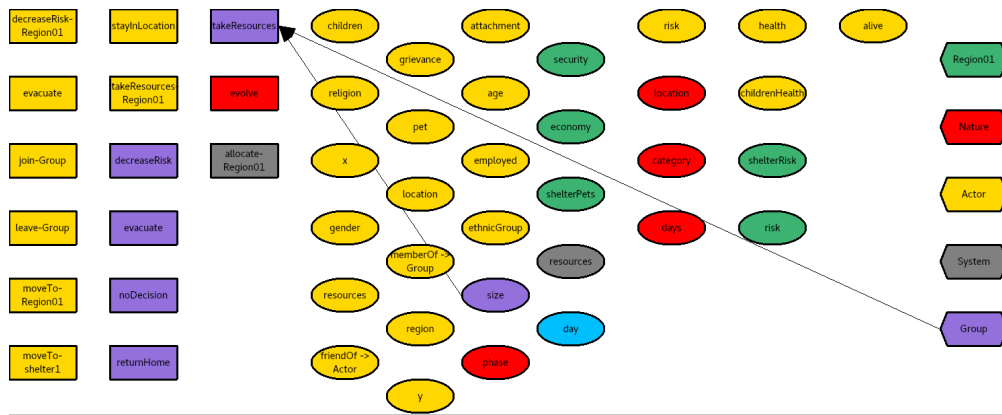 decreaseRisk-
Region01
stayInLocation
takeResources
children
attachment
risk
health
alive
grievance
security
Region01
evacuate
takeResources-
Region01
evolve
religion
age
location
childrenHealth
pet
economy
Nature
join-Group
decreaseRisk
allocate-
Region01
x
employed
category
shelterRisk
location
shelterPets
Actor
leave-Group
evacuate
gender
ethnicGroup
days
risk
memberOf ->
Group
resources
System
moveTo-
Region01
noDecision
resources
size
region
day
Group
moveTo-
shelter1
returnHome
friendOf ->
Actor
phase
y